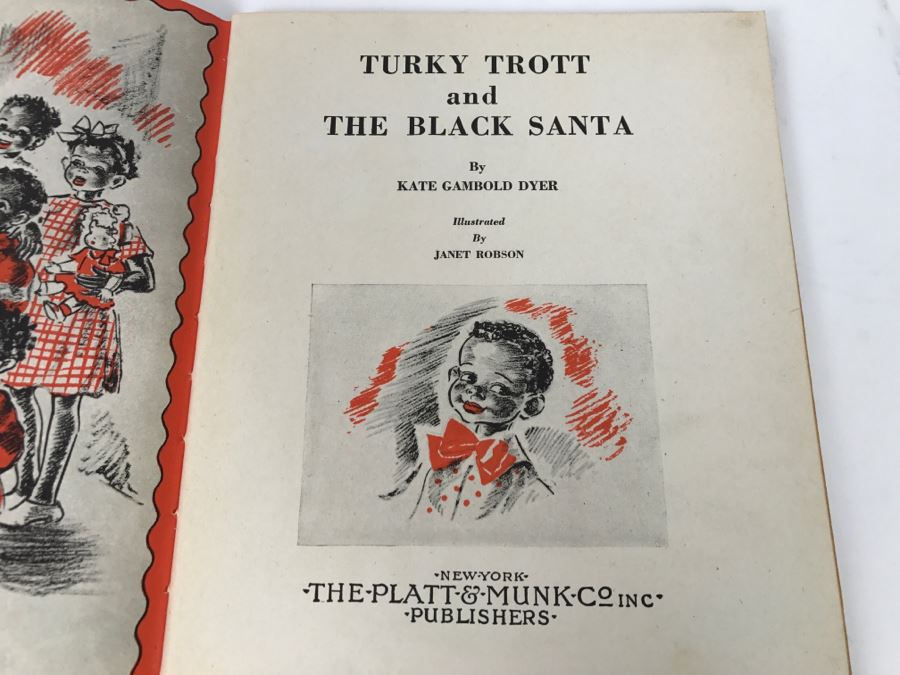 TURKY TROTT
and
THE BLACK SANTA
By
KATE GAMBOLD DYER
Illustrated
By
JANET ROBSON
·NEW·YORK·
·THE·PLATT·&·MUNK·Co INC·
·PUBLISHERS·